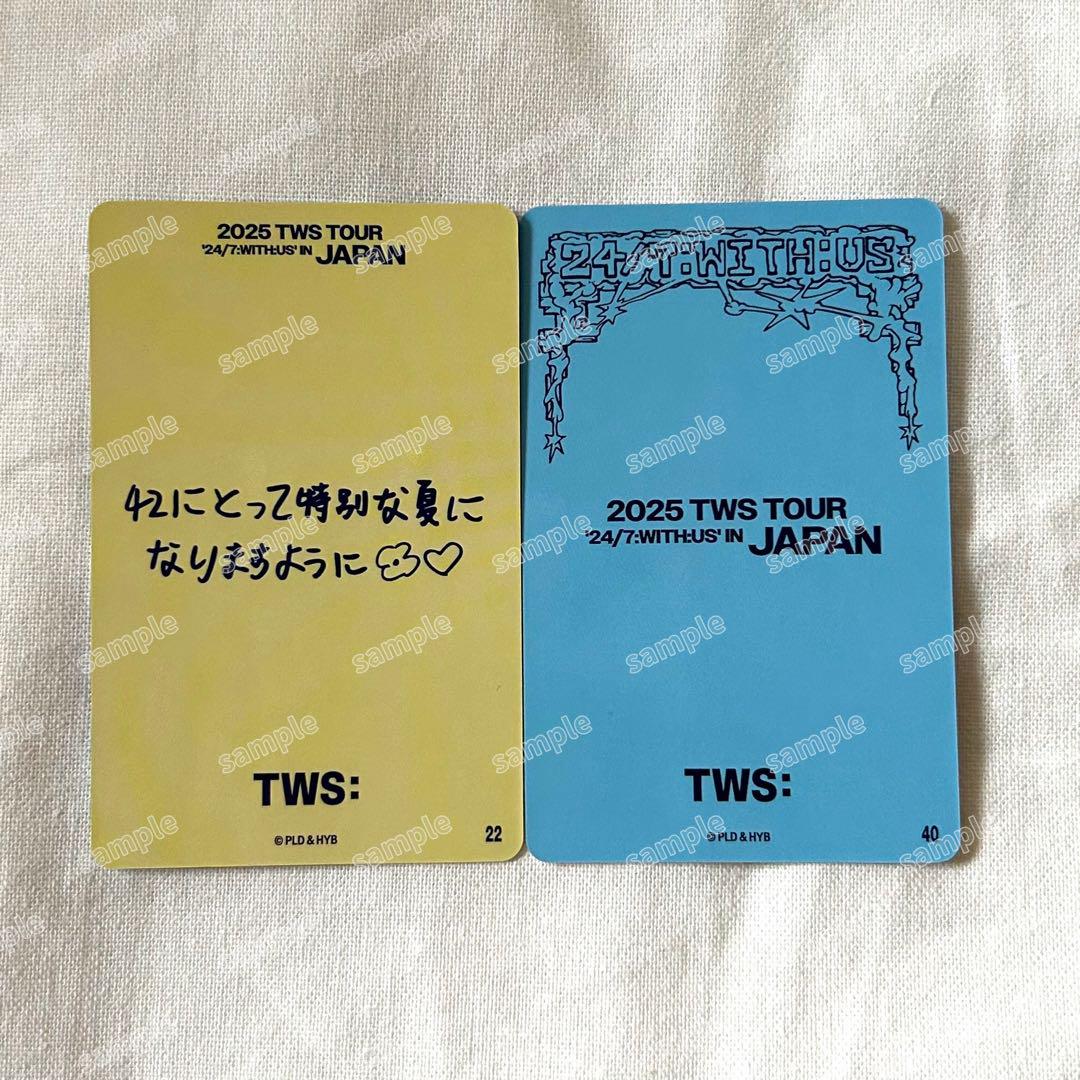 2025 TWS TOUR
'24/7:WITH:US' IN JAPAN
42にとって特別な夏に
なりますように
TWS:
© PLD & HYB
22
24/7:WITH:US
2025 TWS TOUR
'24/7:WITH:US' IN JAPAN
TWS:
© PLD & HYB
40
sample